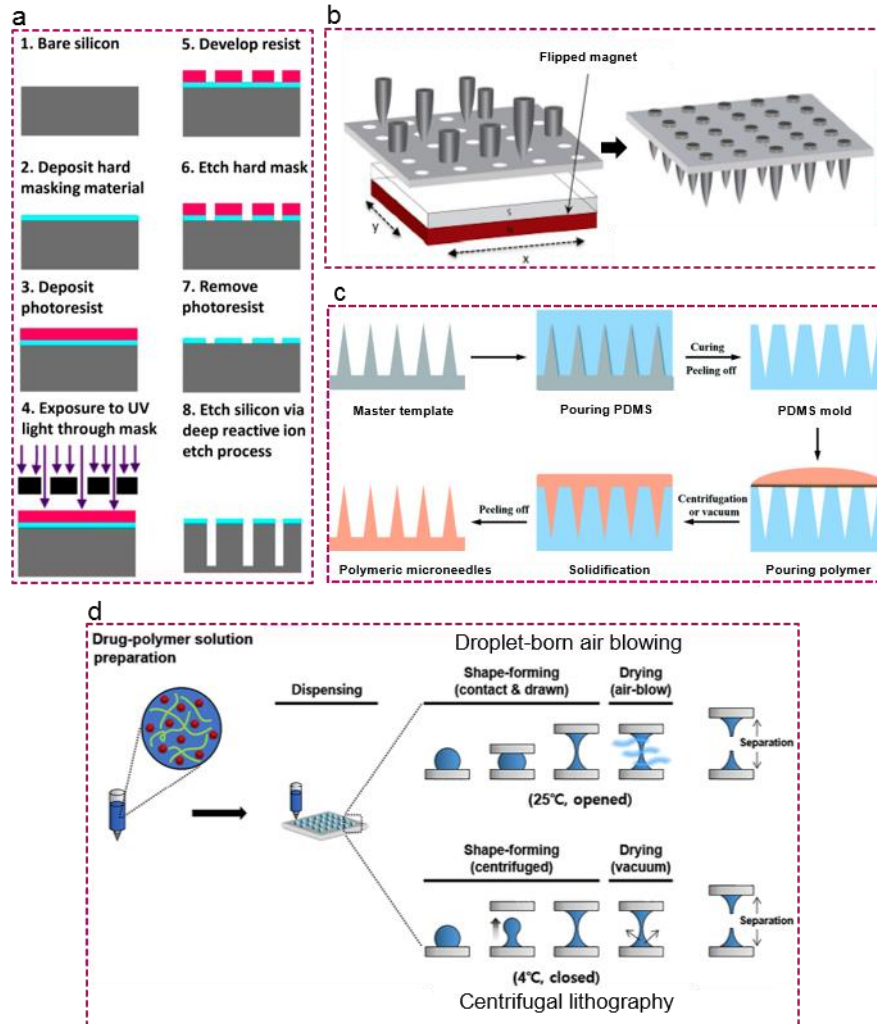 a
1. Bare silicon
2. Deposit hard
masking material
3. Deposit
photoresist
4. Exposure to UV
light through mask
5. Develop resist
6. Etch hard mask
7. Remove
photoresist
8. Etch silicon via
deep reactive ion
etch process
b
Flipped magnet
S
y
x
c
Master template
Pouring PDMS
Curing
Peeling off
PDMS mold
Polymeric microneedles
Peeling off
Solidification
Centrifugation
or vacuum
Pouring polymer
d
Drug-polymer solution
preparation
Dispensing
Droplet-born air blowing
Shape-forming
(contact & drawn)
Drying
(air-blow)
Separation
(25℃, opened)
Shape-forming
(centrifuged)
Drying
(vacuum)
Separation
(4℃, closed)
Centrifugal lithography